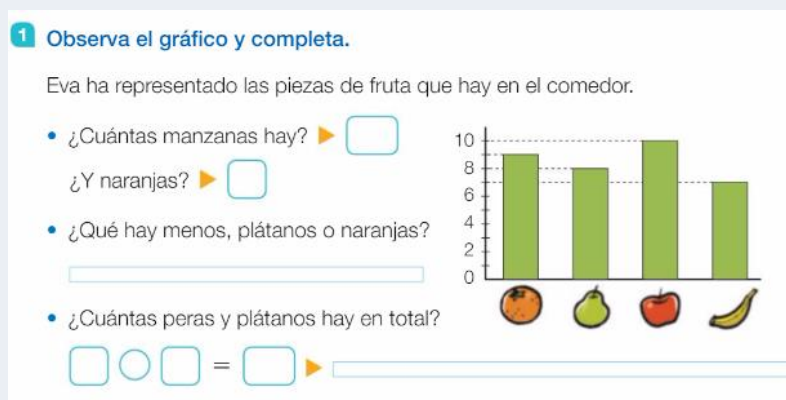 1 Observa el gráfico y completa.
Eva ha representado las piezas de fruta que hay en el comedor.
• ¿Cuántas manzanas hay?
¿Y naranjas?
• ¿Qué hay menos, plátanos o naranjas?
• ¿Cuántas peras y plátanos hay en total?
=
10
8
6
4
2
0